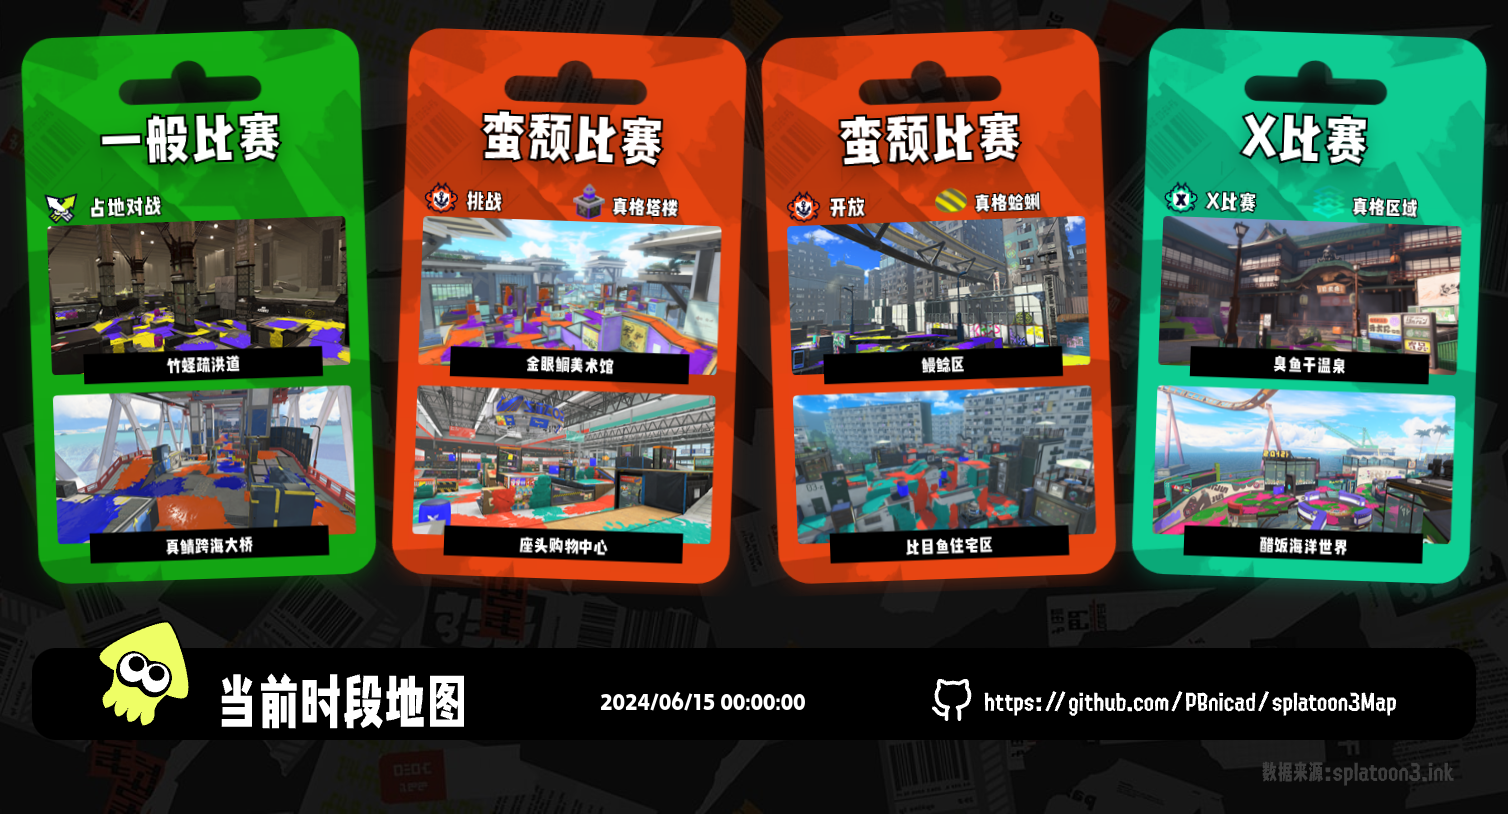 一般比赛
占地对战
竹蛏疏洪道
真鲭跨海大桥
蛮颓比赛
挑战
真格塔楼
金眼鲷美术馆
座头购物中心
蛮颓比赛
开放
真格蛤蜊
鳗鲶区
比目鱼住宅区
X比赛
X比赛
真格区域
臭鱼干温泉
醋饭海洋世界
当前时段地图
2024/06/15 00:00:00
https://github.com/PBnicad/splatoon3Map
数据来源:splatoon3.ink